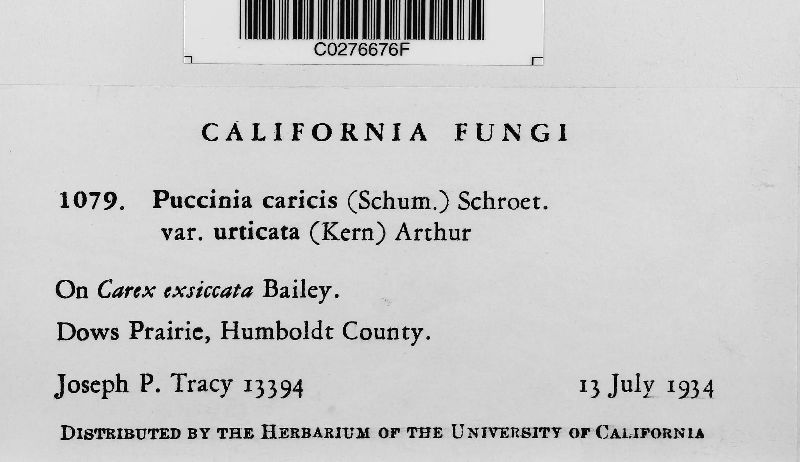 C0276676F
CALIFORNIA FUNGI
1079. Puccinia caricis (Schum.) Schroet.
var. urticata (Kern) Arthur
On Carex exsiccata Bailey.
Dows Prairie, Humboldt County.
Joseph P. Tracy 13394 13 July 1934
DISTRIBUTED BY THE HERBARIUM OF THE UNIVERSITY OF CALIFORNIA